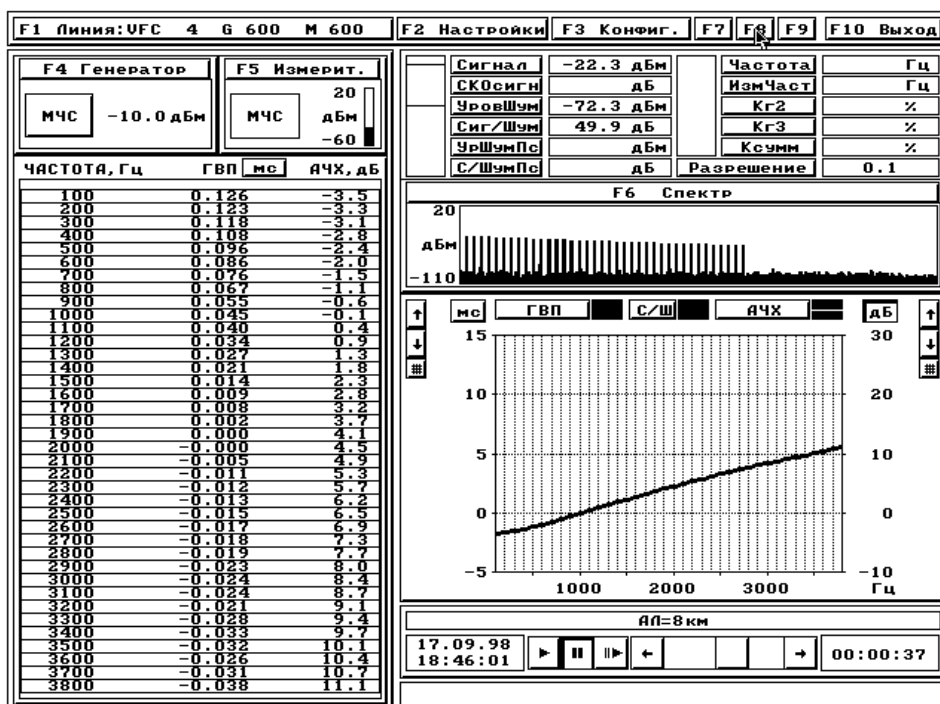 F1 Линия:VFC 4 G 600 M 600 F2 Настройки F3 Конфиг. F7 F8 F9 F10 Выход
F4 Генератор F5 Измерит.
МЧС -10.0 дБм МЧС 20 дБм -60
ЧАСТОТА, Гц ГВП мс АЧХ, дБ
100 0.126 -3.5
200 0.123 -3.3
300 0.118 -3.1
400 0.108 -2.8
500 0.096 -2.4
600 0.086 -2.0
700 0.076 -1.5
800 0.067 -1.1
900 0.055 -0.6
1000 0.045 -0.1
1100 0.040 0.4
1200 0.034 0.9
1300 0.027 1.3
1400 0.021 1.8
1500 0.014 2.3
1600 0.009 2.8
1700 0.008 3.2
1800 0.002 3.7
1900 0.000 4.1
2000 -0.000 4.5
2100 -0.005 4.9
2200 -0.011 5.3
2300 -0.012 5.7
2400 -0.013 6.2
2500 -0.015 6.5
2600 -0.017 6.9
2700 -0.018 7.3
2800 -0.019 7.7
2900 -0.023 8.0
3000 -0.024 8.4
3100 -0.024 8.7
3200 -0.021 9.1
3300 -0.028 9.4
3400 -0.033 9.7
3500 -0.032 10.1
3600 -0.026 10.4
3700 -0.031 10.7
3800 -0.038 11.1
Сигнал -22.3 дБм Частота Гц
СКОсигн дБ ИзмЧаст Гц
УровШум -72.3 дБм Кг2 %
Сиг/Шум 49.9 дБ Кг3 %
УрШумПс дБм Ксумм %
С/ШумПс дБ Разрешение 0.1
F6 Спектр
20
дБм
-110
мс ГВП С/Ш АЧХ дБ
15 30
10 20
5 10
0 0
-5 -10
1000 2000 3000 Гц
АЛ=8км
17.09.98
18:46:01 00:00:37